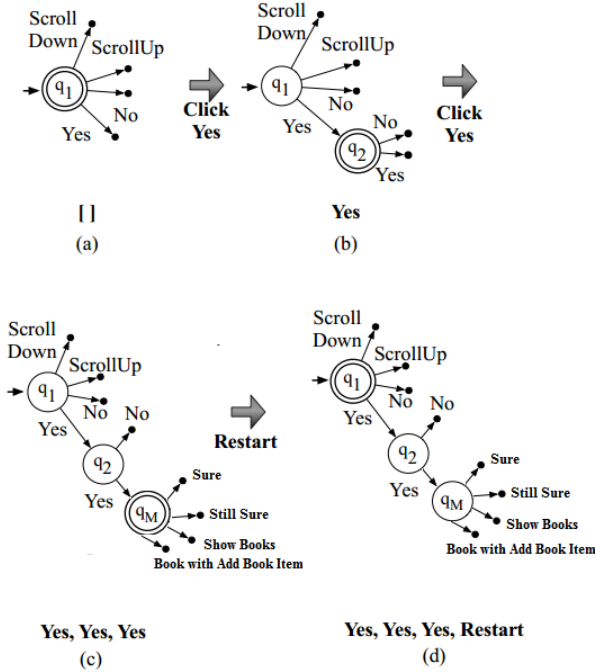 Scroll
Down
ScrollUp
q1
No
Yes
[ ]
(a)
Click
Yes
Scroll
Down
ScrollUp
q1
No
Yes
No
q2
Yes
Yes
(b)
Click
Yes
Scroll
Down
ScrollUp
q1
No
No
Yes
q2
Yes
Sure
qM
Still Sure
Show Books
Book with Add Book Item
Yes, Yes, Yes
(c)
Restart
Scroll
Down
ScrollUp
q1
No
No
Yes
q2
Yes
Sure
qM
Still Sure
Show Books
Book with Add Book Item
Yes, Yes, Yes, Restart
(d)